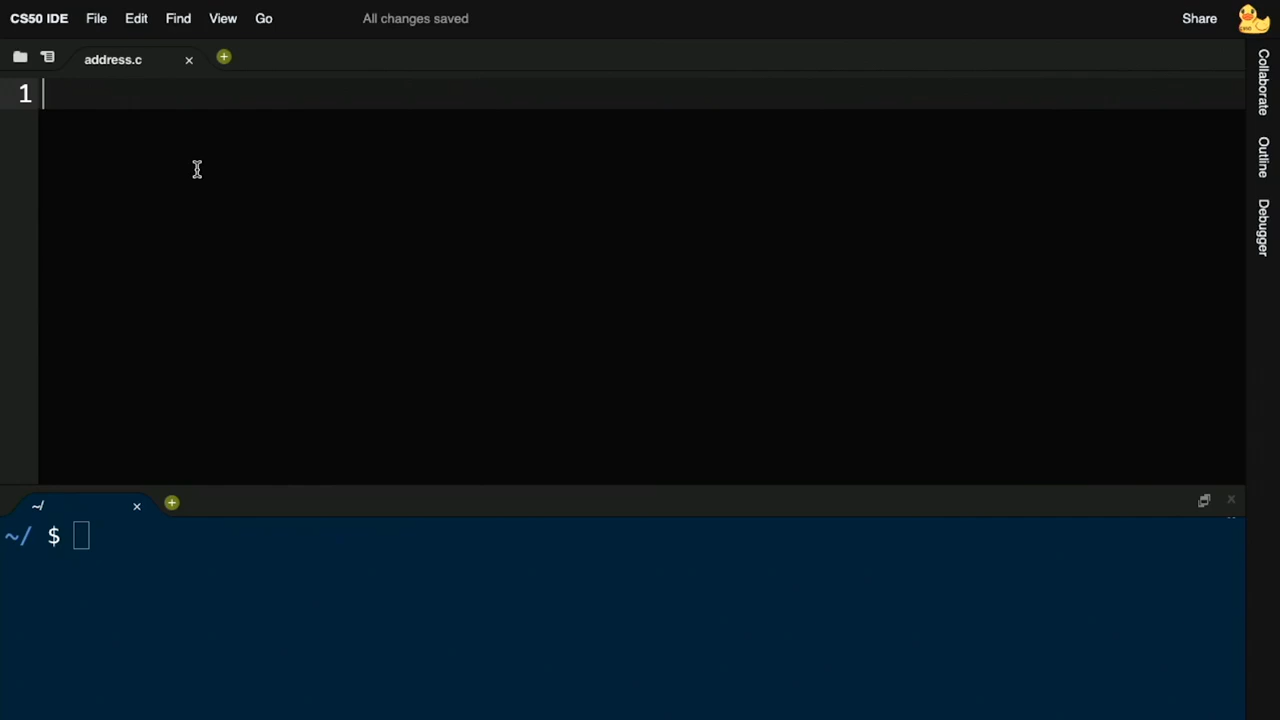 CS50 IDE File Edit Find View Go All changes saved Share
address.c
1
Collaborate
Outline
Debugger
~/
~/ $